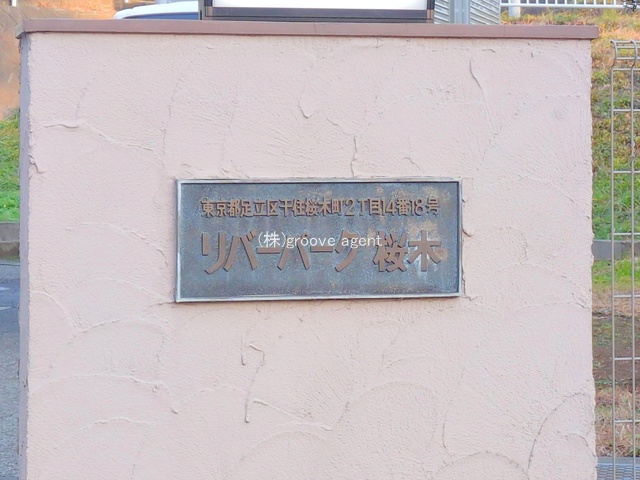 東京都足立区千住桜木町2丁目14番18号
リバーパーク 桜木
(株)groove agent